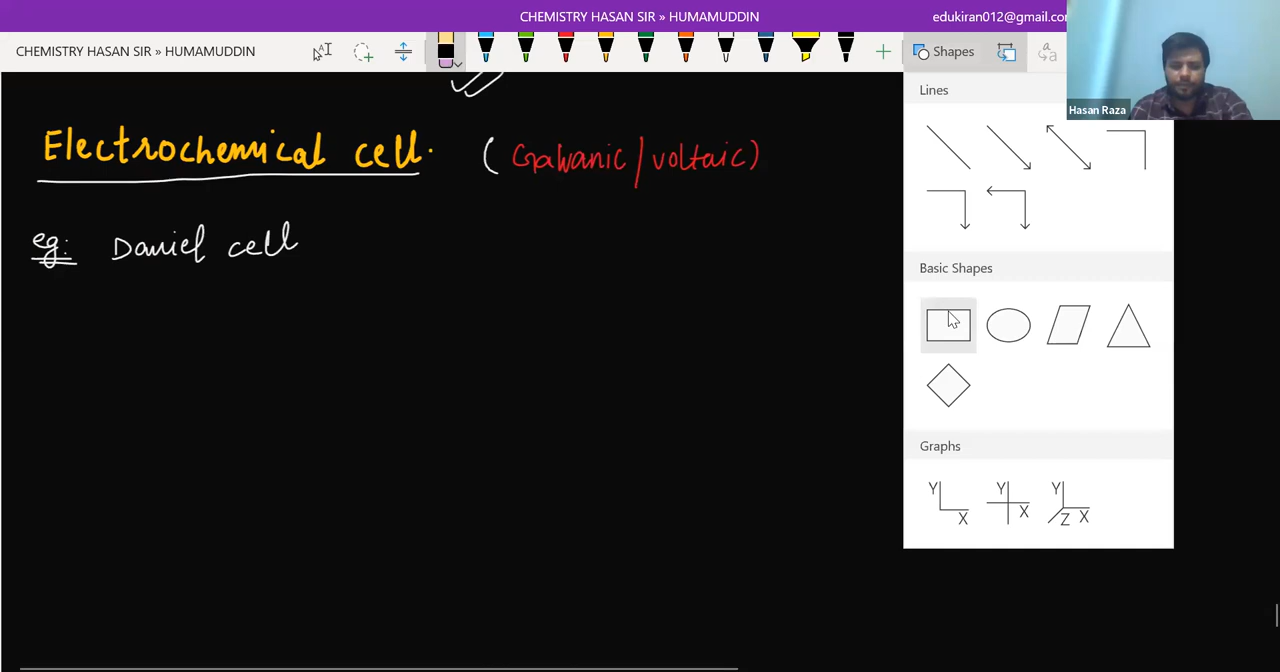 CHEMISTRY HASAN SIR » HUMAMUDDIN
edukiran012@gmail.com
CHEMISTRY HASAN SIR » HUMAMUDDIN
Shapes
Hasan Raza
Lines
Electrochemical cell. (Galvanic/voltaic)
eg: Daniel cell
Basic Shapes
Graphs
Y X Y X Y Z X